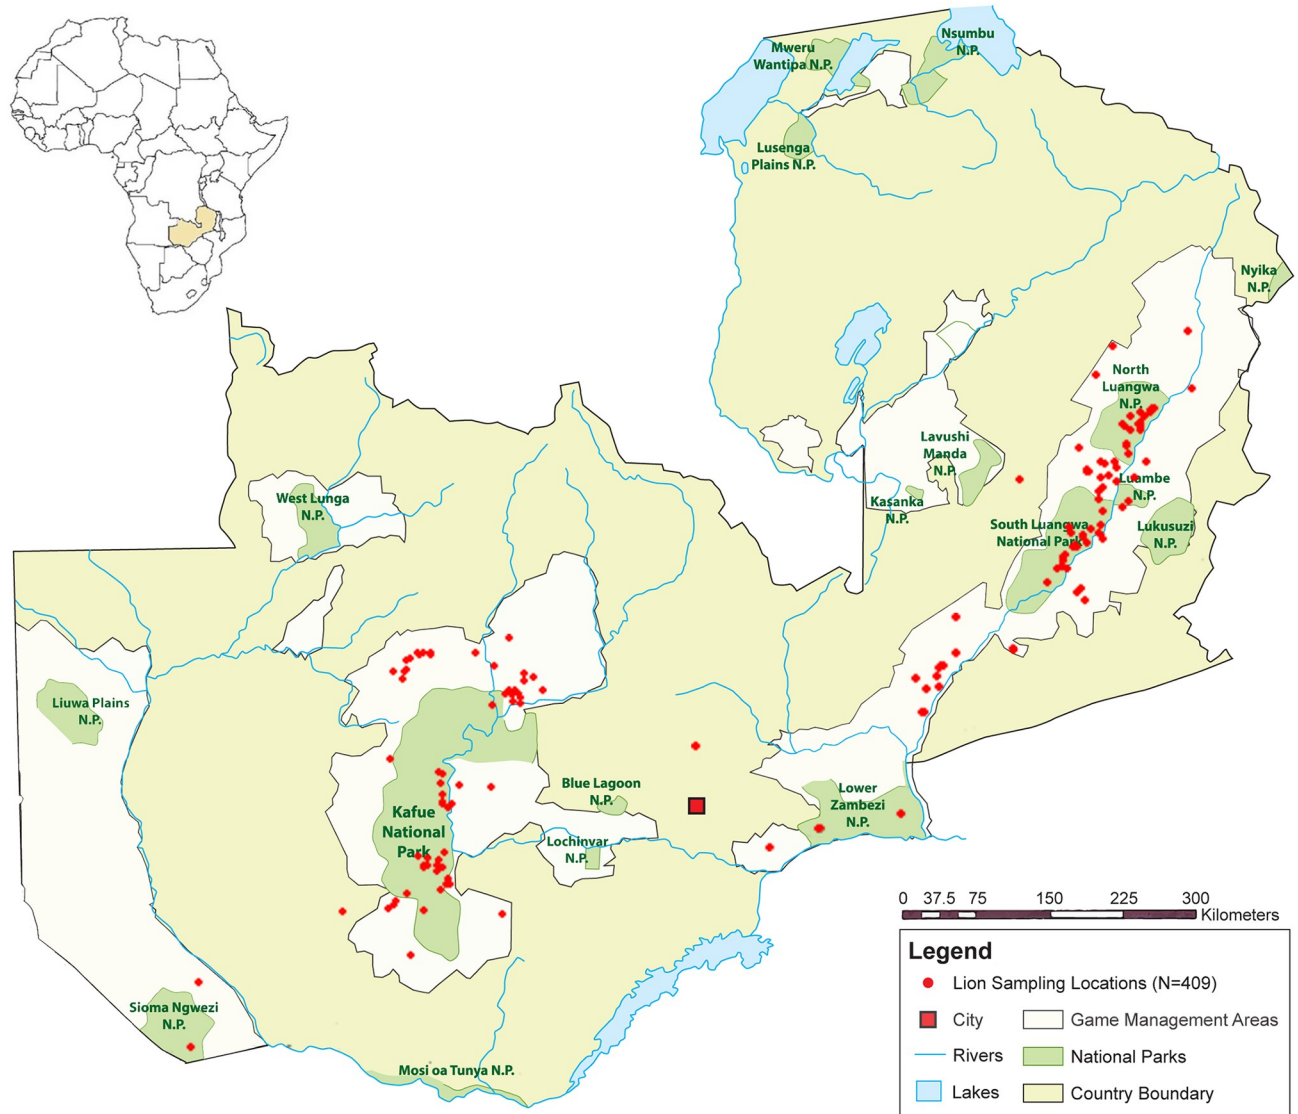 Nsumbu
N.P.
Mweru
Wantipa N.P.
Lusenga
Plains N.P.
Nyika
N.P.
North
Luangwa
N.P.
Lavushi
Manda
N.P.
Luambe
N.P.
Kasanka
N.P.
West Lunga
N.P.
South Luangwa
National Park
Lukusuzi
N.P.
Liuwa Plains
N.P.
Blue Lagoon
N.P.
Lower
Zambezi
N.P.
Kafue
National
Park
Lochinvar
N.P.
Sioma Ngwezi
N.P.
Mosi oa Tunya N.P.
0 37.5 75 150 225 300
Kilometers
Legend
Lion Sampling Locations (N=409)
City
Game Management Areas
Rivers
National Parks
Lakes
Country Boundary